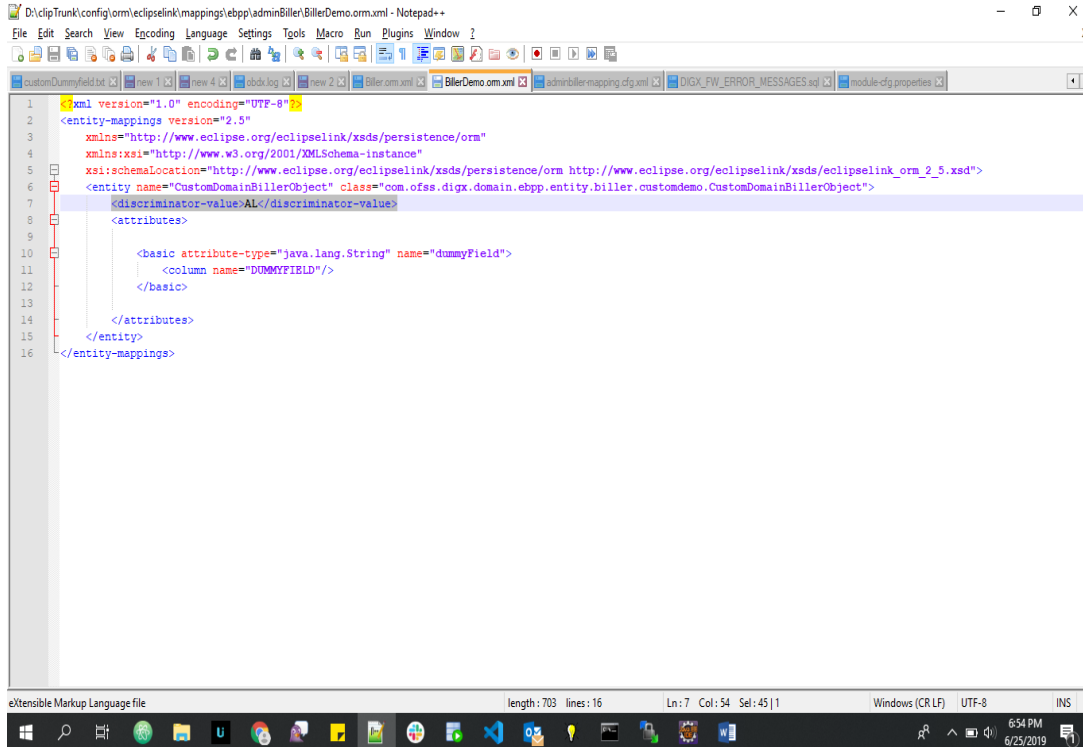 D:\clipTrunk\config\orm\eclipselink\mappings\ebpp\adminBiller\BillerDemo.orm.xml - Notepad++
File Edit Search View Encoding Language Settings Tools Macro Run Plugins Window ?
customDummyfield.txt new 1 new 4 obdx.log new 2 Biller.orm.xml BillerDemo.orm.xml adminbiller-mapping.cfg.xml DIGX_FW_ERROR_MESSAGES.sql module-cfg.properties
1 <?xml version="1.0" encoding="UTF-8"?>
2 <entity-mappings version="2.5"
3 xmlns="http://www.eclipse.org/eclipselink/xsds/persistence/orm"
4 xmlns:xsi="http://www.w3.org/2001/XMLSchema-instance"
5 xsi:schemaLocation="http://www.eclipse.org/eclipselink/xsds/persistence/orm http://www.eclipse.org/eclipselink/xsds/eclipselink_orm_2_5.xsd">
6 <entity name="CustomDomainBillerObject" class="com.ofss.digx.domain.ebpp.entity.biller.customdemo.CustomDomainBillerObject">
7 <discriminator-value>AL</discriminator-value>
8 <attributes>
9
10 <basic attribute-type="java.lang.String" name="dummyField">
11 <column name="DUMMYFIELD"/>
12 </basic>
13
14 </attributes>
15 </entity>
16 </entity-mappings>
eXtensible Markup Language file length : 703 lines : 16 Ln : 7 Col : 54 Sel : 45 | 1 Windows (CR LF) UTF-8 INS
6:54 PM
6/25/2019